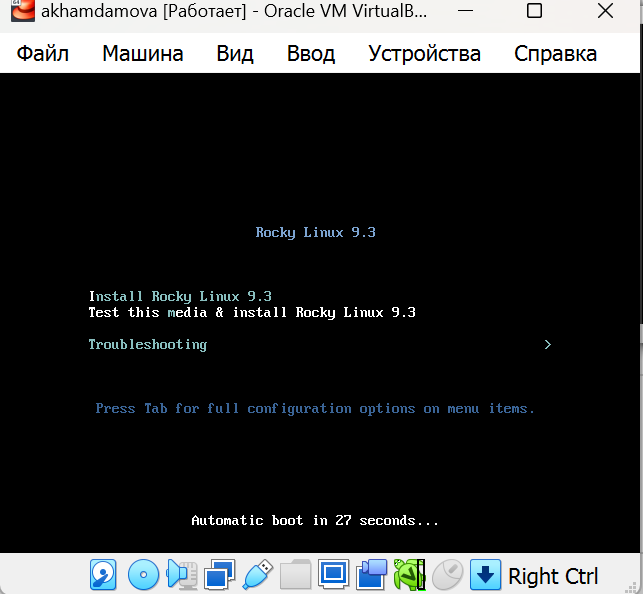 akhamdamova [Работает] - Oracle VM VirtualB...
Файл Машина Вид Ввод Устройства Справка
Rocky Linux 9.3
Install Rocky Linux 9.3
Test this media & install Rocky Linux 9.3
Troubleshooting >
Press Tab for full configuration options on menu items.
Automatic boot in 27 seconds...
Right Ctrl